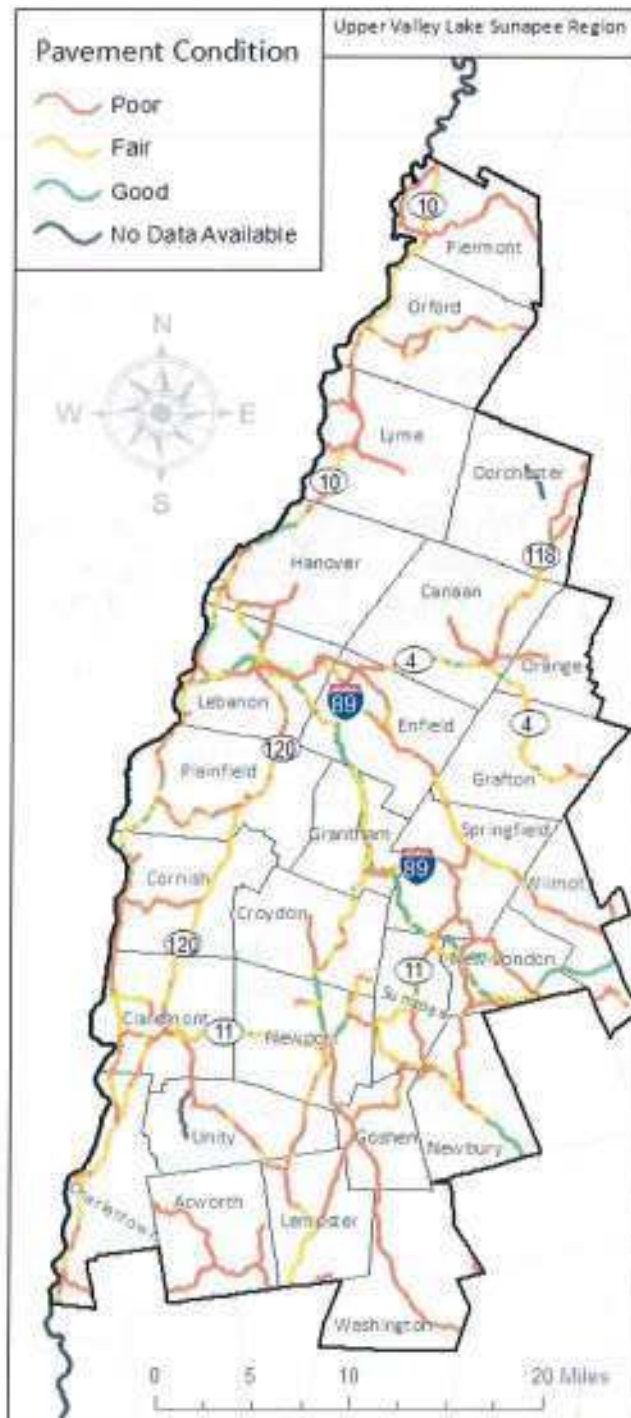 Upper Valley Lake Sunapee Region
Pavement Condition
Poor
Fair
Good
No Data Available
N
W
E
S
10
Piermont
Orford
Lyme
10
Dorchester
118
Hanover
Canaan
4
Orange
Lebanon
89
Enfield
4
120
Plainfield
Grafton
Grantham
Springfield
89
Cornish
Wilmot
Croydon
120
New London
11
Sunapee
Claremont
11
Newport
Unity
Goshen
Newbury
Charlestown
Acworth
Lempster
Washington
0 5 10 20 Miles